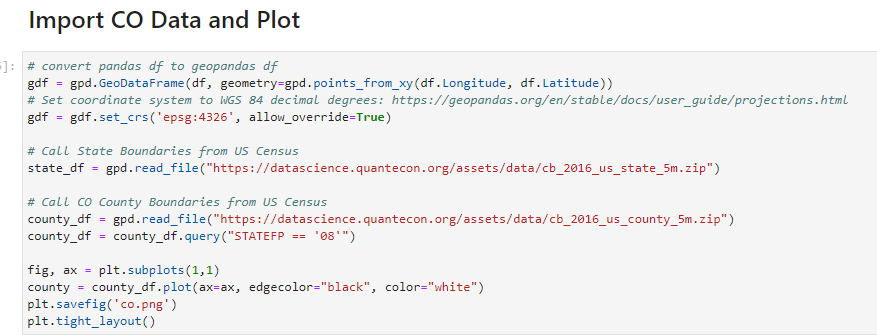 Import CO Data and Plot
]:
# convert pandas df to geopandas df
gdf = gpd.GeoDataFrame(df, geometry=gpd.points_from_xy(df.Longitude, df.Latitude))
# Set coordinate system to WGS 84 decimal degrees: https://geopandas.org/en/stable/docs/user_guide/projections.html
gdf = gdf.set_crs('epsg:4326', allow_override=True)
# Call State Boundaries from US Census
state_df = gpd.read_file("https://datascience.quantecon.org/assets/data/cb_2016_us_state_5m.zip")
# Call CO County Boundaries from US Census
county_df = gpd.read_file("https://datascience.quantecon.org/assets/data/cb_2016_us_county_5m.zip")
county_df = county_df.query("STATEFP == '08'")
fig, ax = plt.subplots(1,1)
county = county_df.plot(ax=ax, edgecolor="black", color="white")
plt.savefig('co.png')
plt.tight_layout()